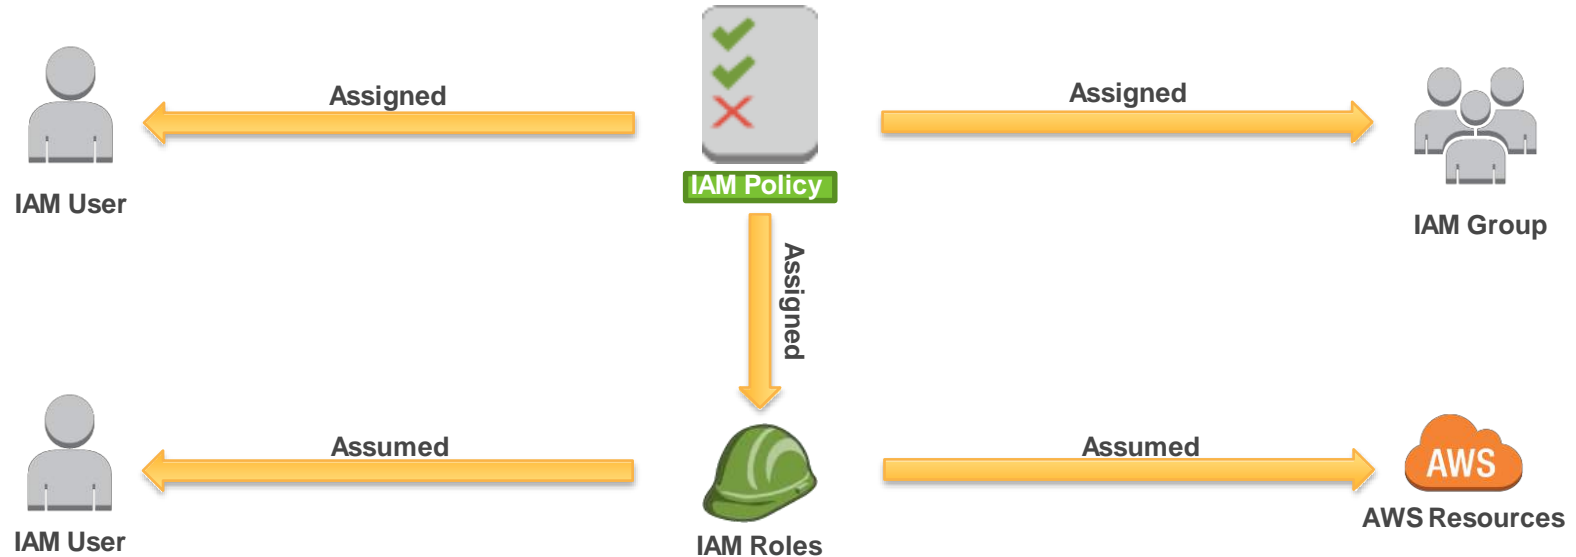 Assigned
Assigned
IAM User
IAM Policy
IAM Group
Assigned
Assumed
Assumed
AWS
IAM User
IAM Roles
AWS Resources